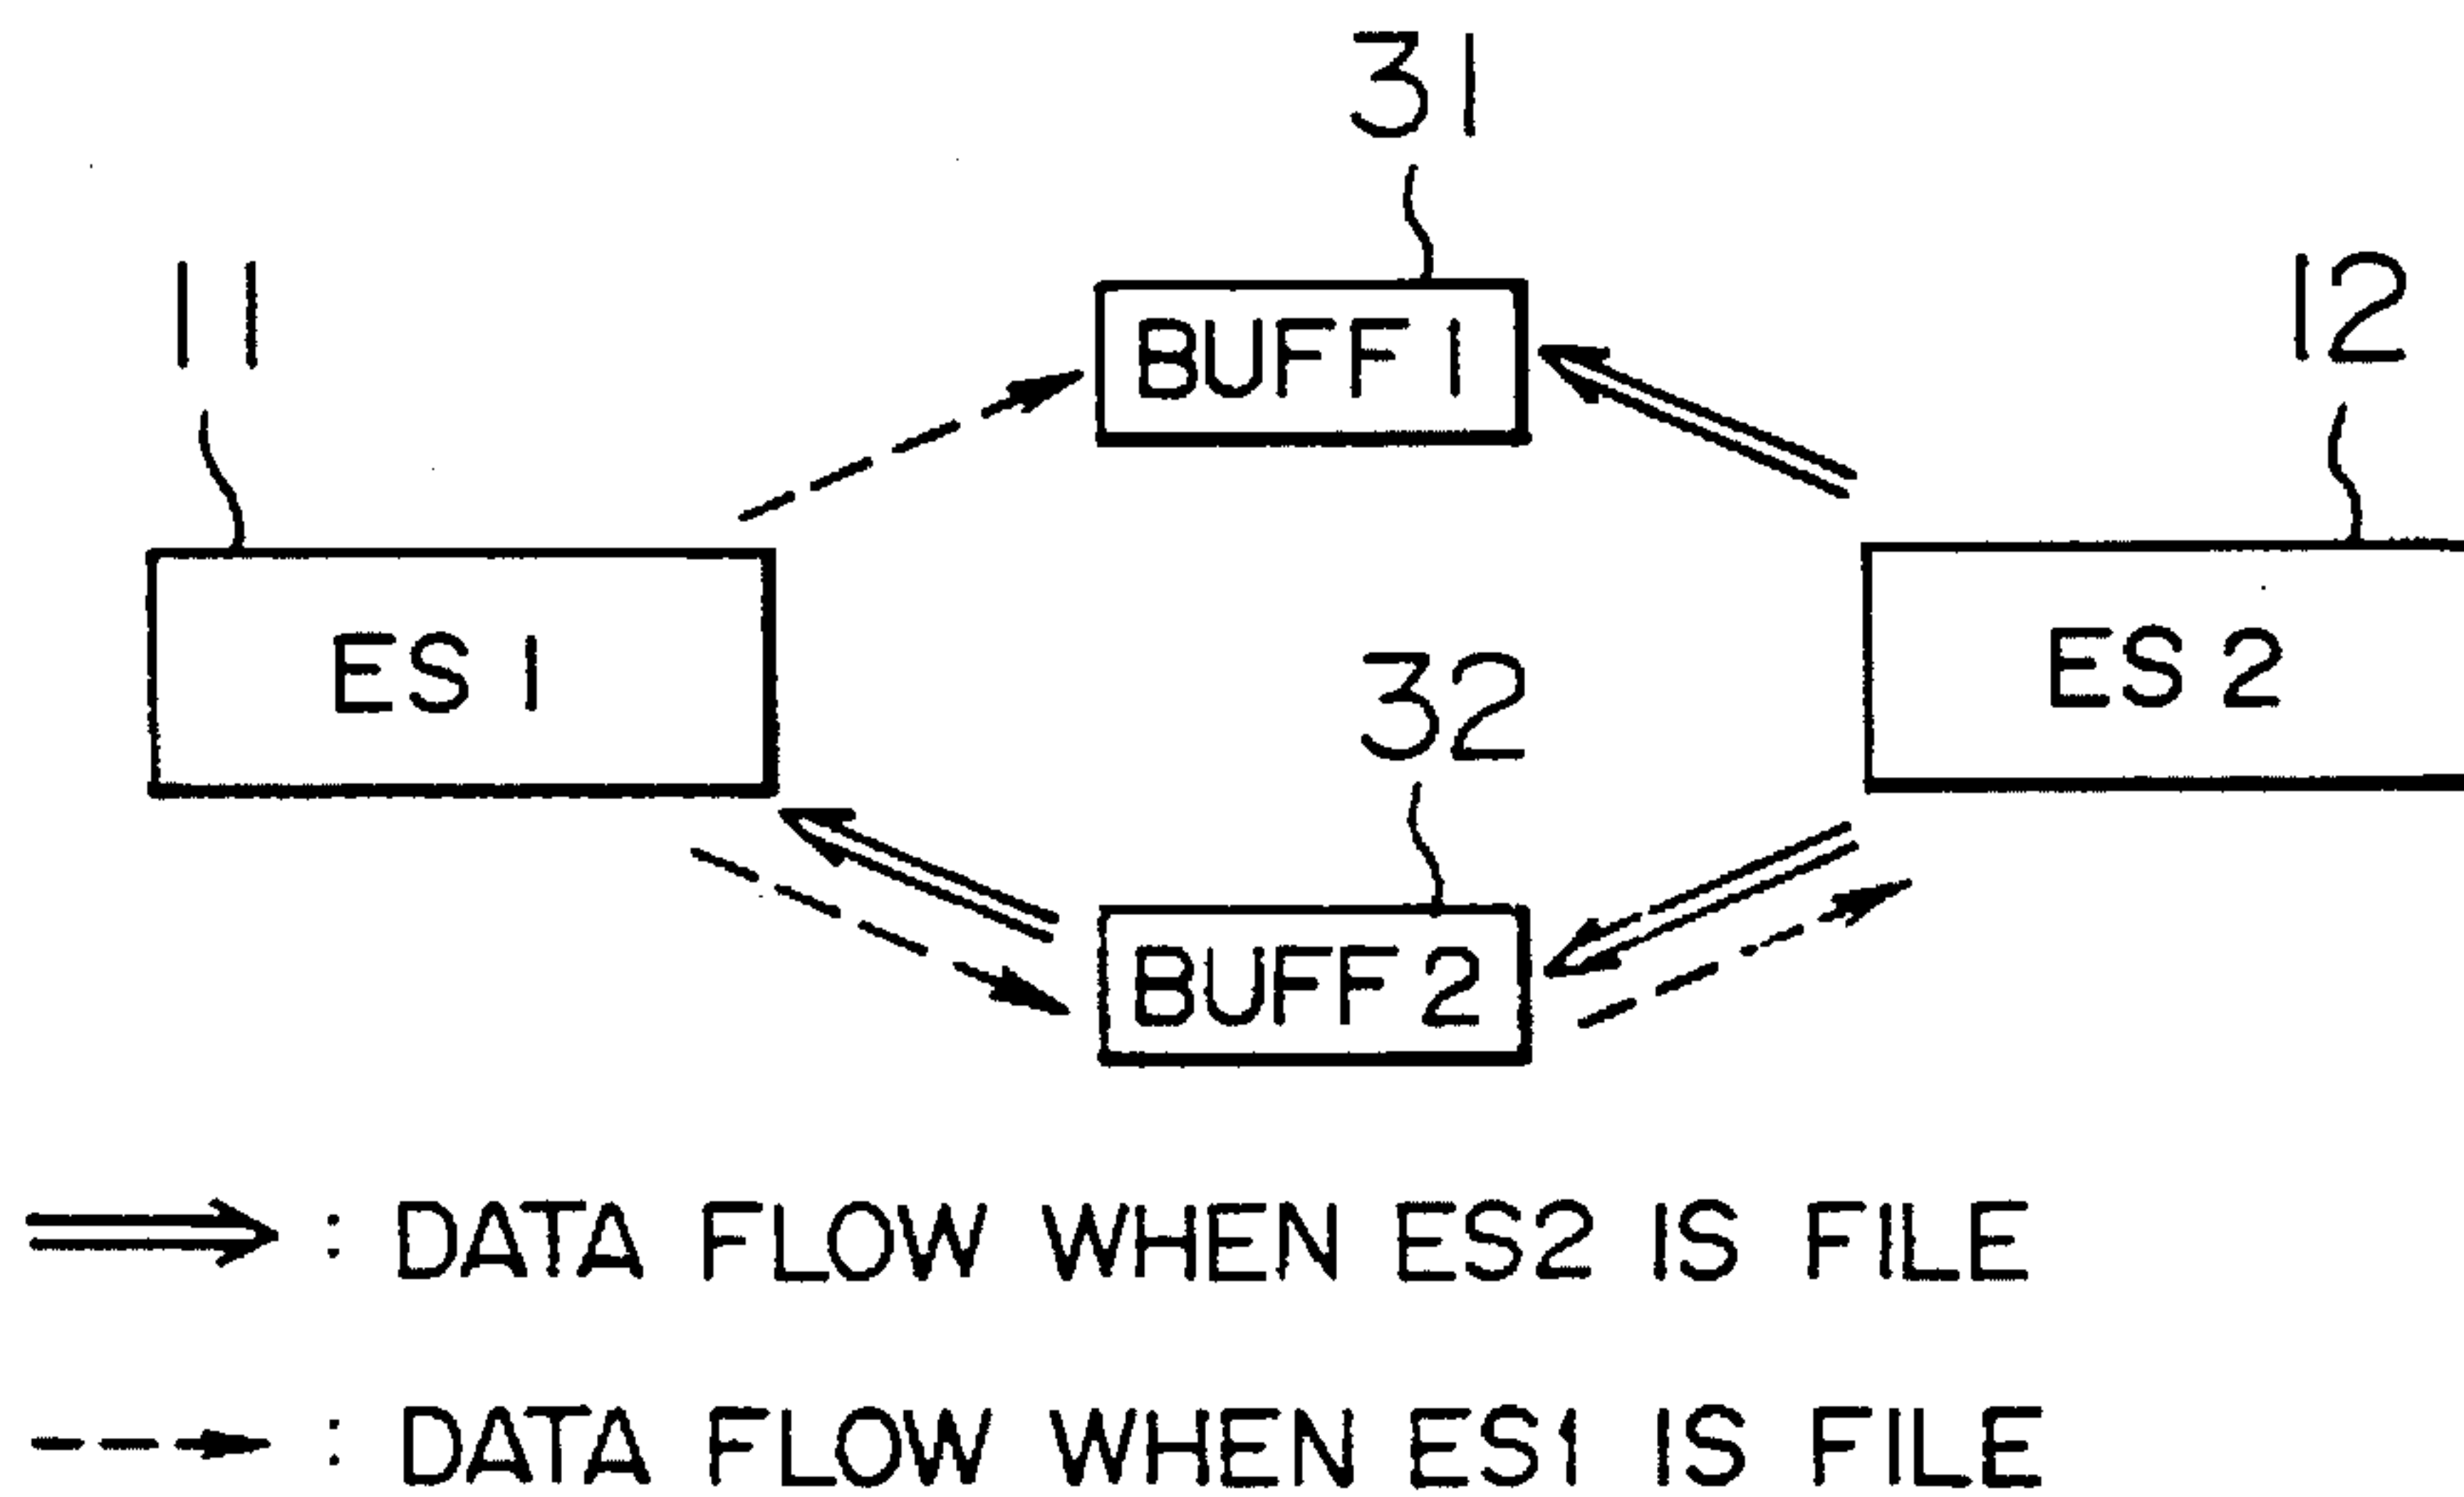 31
11
12
BUFF 1
ES 1
ES 2
32
BUFF 2
: DATA FLOW WHEN ES2 IS FILE
: DATA FLOW WHEN ES1 IS FILE